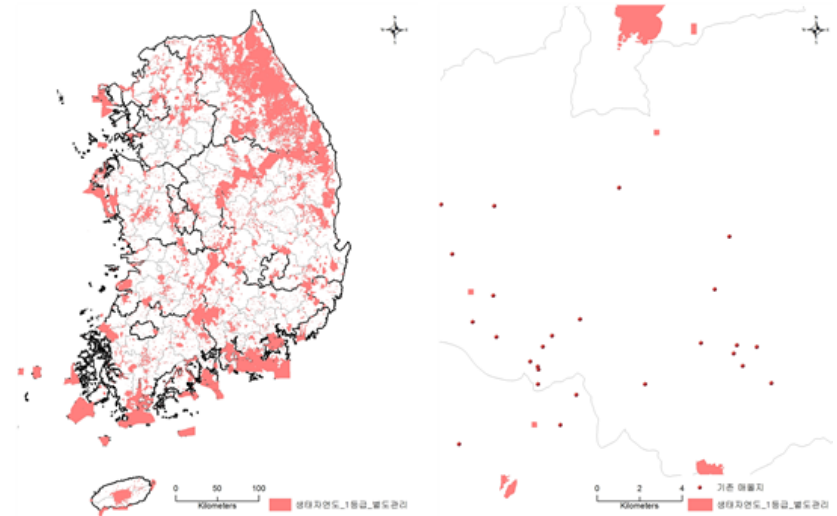 N
N
0 50 100
Kilometers
생태자연도_1등급_별도관리
0 2 4
Kilometers
기존 매몰지
생태자연도_1등급_별도관리